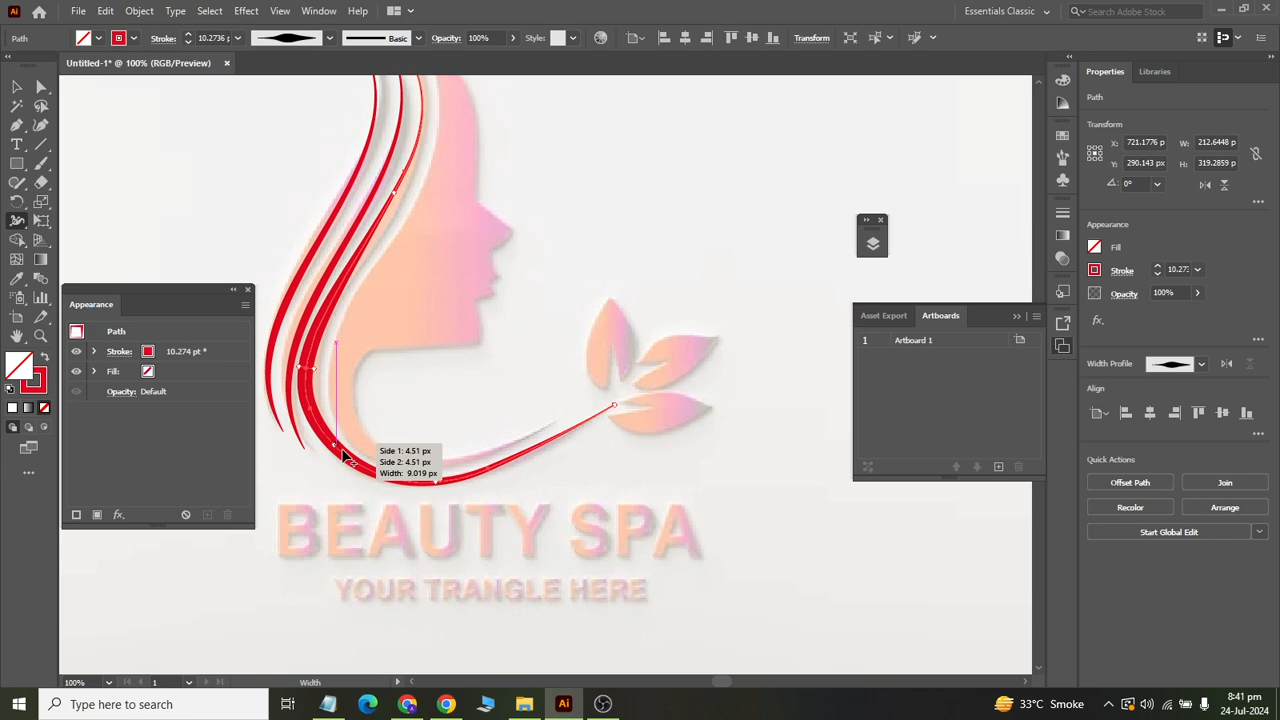 Ai
File Edit Object Type Select Effect View Window Help
Essentials Classic
Search Adobe Stock
Path
Stroke:
10.2736 p
Basic
Opacity:
100%
Style:
Transform
Untitled-1* @ 100% (RGB/Preview)
Properties
Libraries
Path
Transform
X: 721.1776 p
W: 212.6448 p
Y: 290.143 px
H: 319.2859 p
0°
Appearance
Fill
Stroke
10.273
Opacity
100%
fx.
Width Profile
Align
Quick Actions
Offset Path
Join
Recolor
Arrange
Start Global Edit
Asset Export
Artboards
1
Artboard 1
Appearance
Path
Stroke:
10.274 pt *
Fill:
Opacity: Default
fx.
Side 1: 4.51 px
Side 2: 4.51 px
Width: 9.019 px
BEAUTY SPA
YOUR TRANGLE HERE
100%
1
Width
Type here to search
Ai
33°C Smoke
8:41 pm
24-Jul-2024